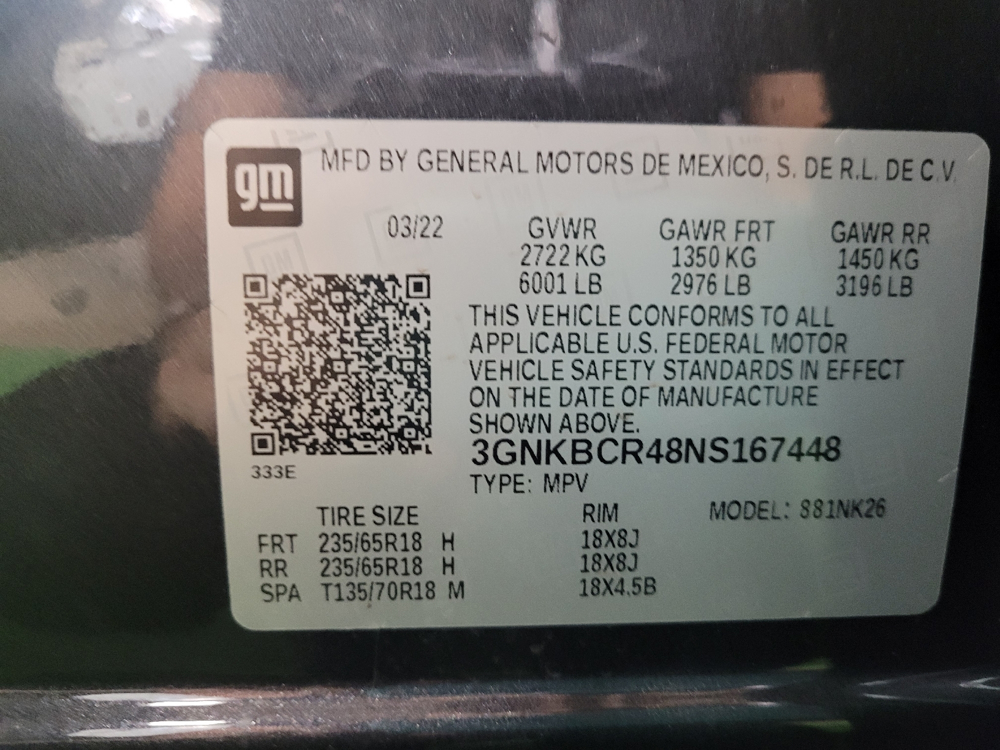 gm MFD BY GENERAL MOTORS DE MEXICO, S. DE R.L. DE C.V.
03/22 GVWR GAWR FRT GAWR RR
2722 KG 1350 KG 1450 KG
6001 LB 2976 LB 3196 LB
THIS VEHICLE CONFORMS TO ALL
APPLICABLE U.S. FEDERAL MOTOR
VEHICLE SAFETY STANDARDS IN EFFECT
ON THE DATE OF MANUFACTURE
SHOWN ABOVE.
3GNKBCR48NS167448
333E
TYPE: MPV
TIRE SIZE RIM MODEL: 881NK26
FRT 235/65R18 H 18X8J
RR 235/65R18 H 18X8J
SPA T135/70R18 M 18X4.5B